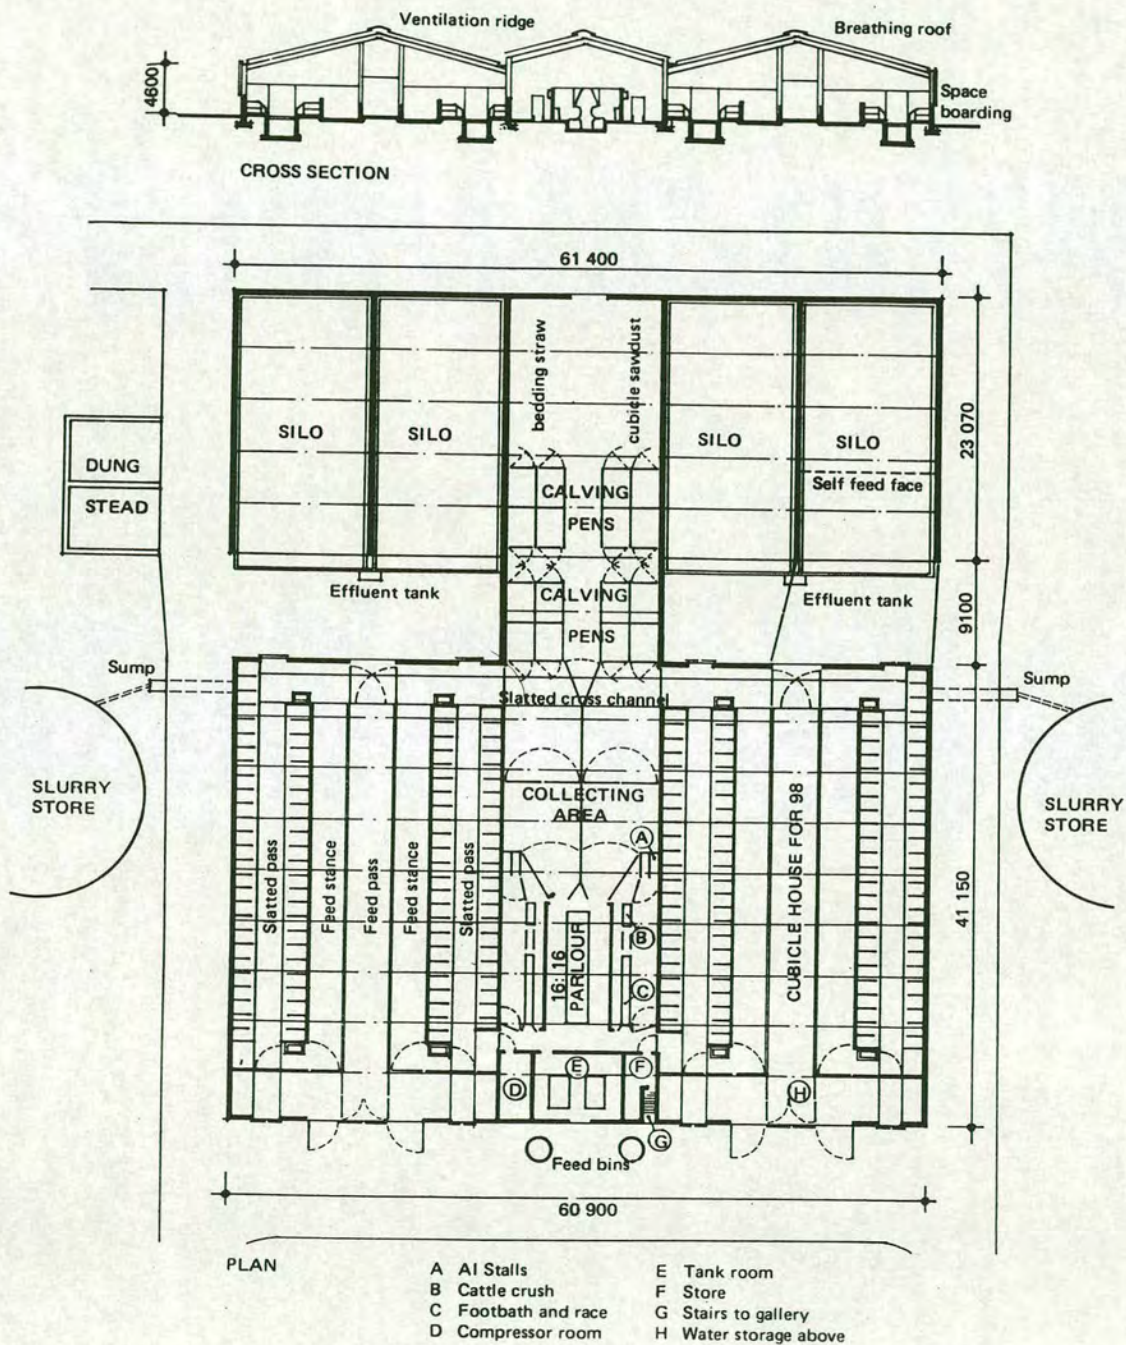 Ventilation ridge
Breathing roof
4600
Space
boarding
CROSS SECTION
61 400
bedding straw
cubicle sawdust
SILO
SILO
SILO
SILO
23 070
DUNG
STEAD
Self feed face
CALVING
PENS
Effluent tank
CALVING
Effluent tank
9100
PENS
Sump
Slatted cross channel
Sump
SLURRY
STORE
COLLECTING
AREA
SLURRY
STORE
A
Slatted pass
Feed stance
Feed pass
Feed stance
Slatted pass
CUBICLE HOUSE FOR 98
41 150
B
16:16
PARLOUR
C
E
F
D
H
G
Feed bins
60 900
PLAN
A AI Stalls
B Cattle crush
C Footbath and race
D Compressor room
E Tank room
F Store
G Stairs to gallery
H Water storage above